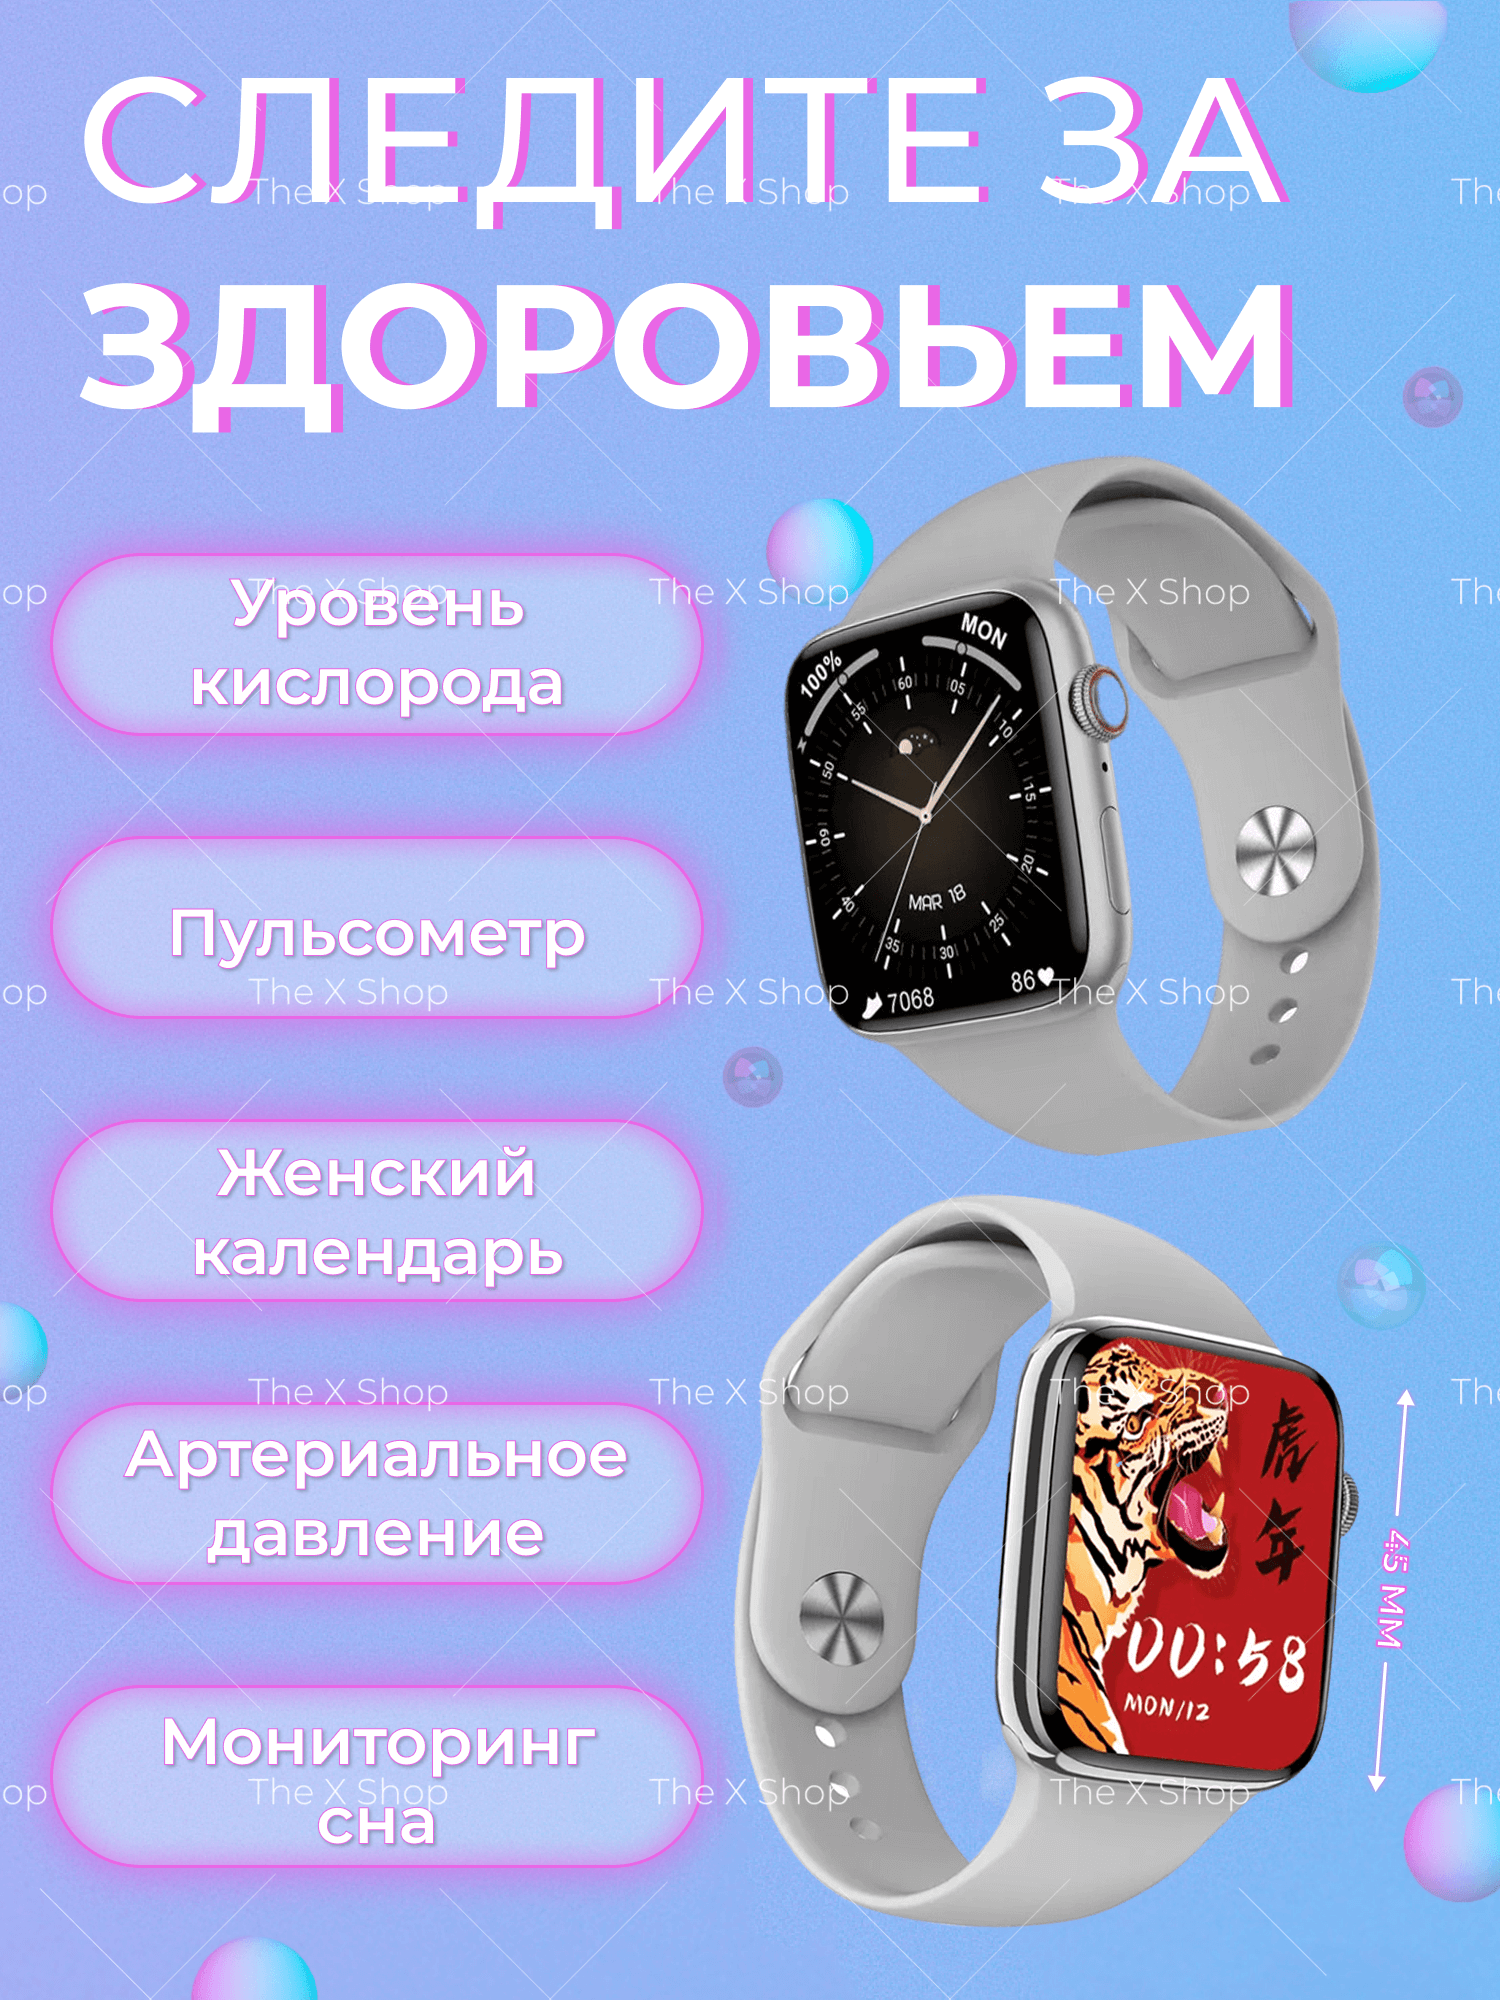 СЛЕДИТЕ ЗА
ЗДОРОВЬЕМ
Уровень
кислорода
Пульсометр
Женский
календарь
Артериальное
давление
Мониторинг
сна
100%
MON
60
05
10
15
20
25
30
35
40
50
55
MAR 18
7068
86
虎
年
00:58
MON/12
45 ММ
The X Shop